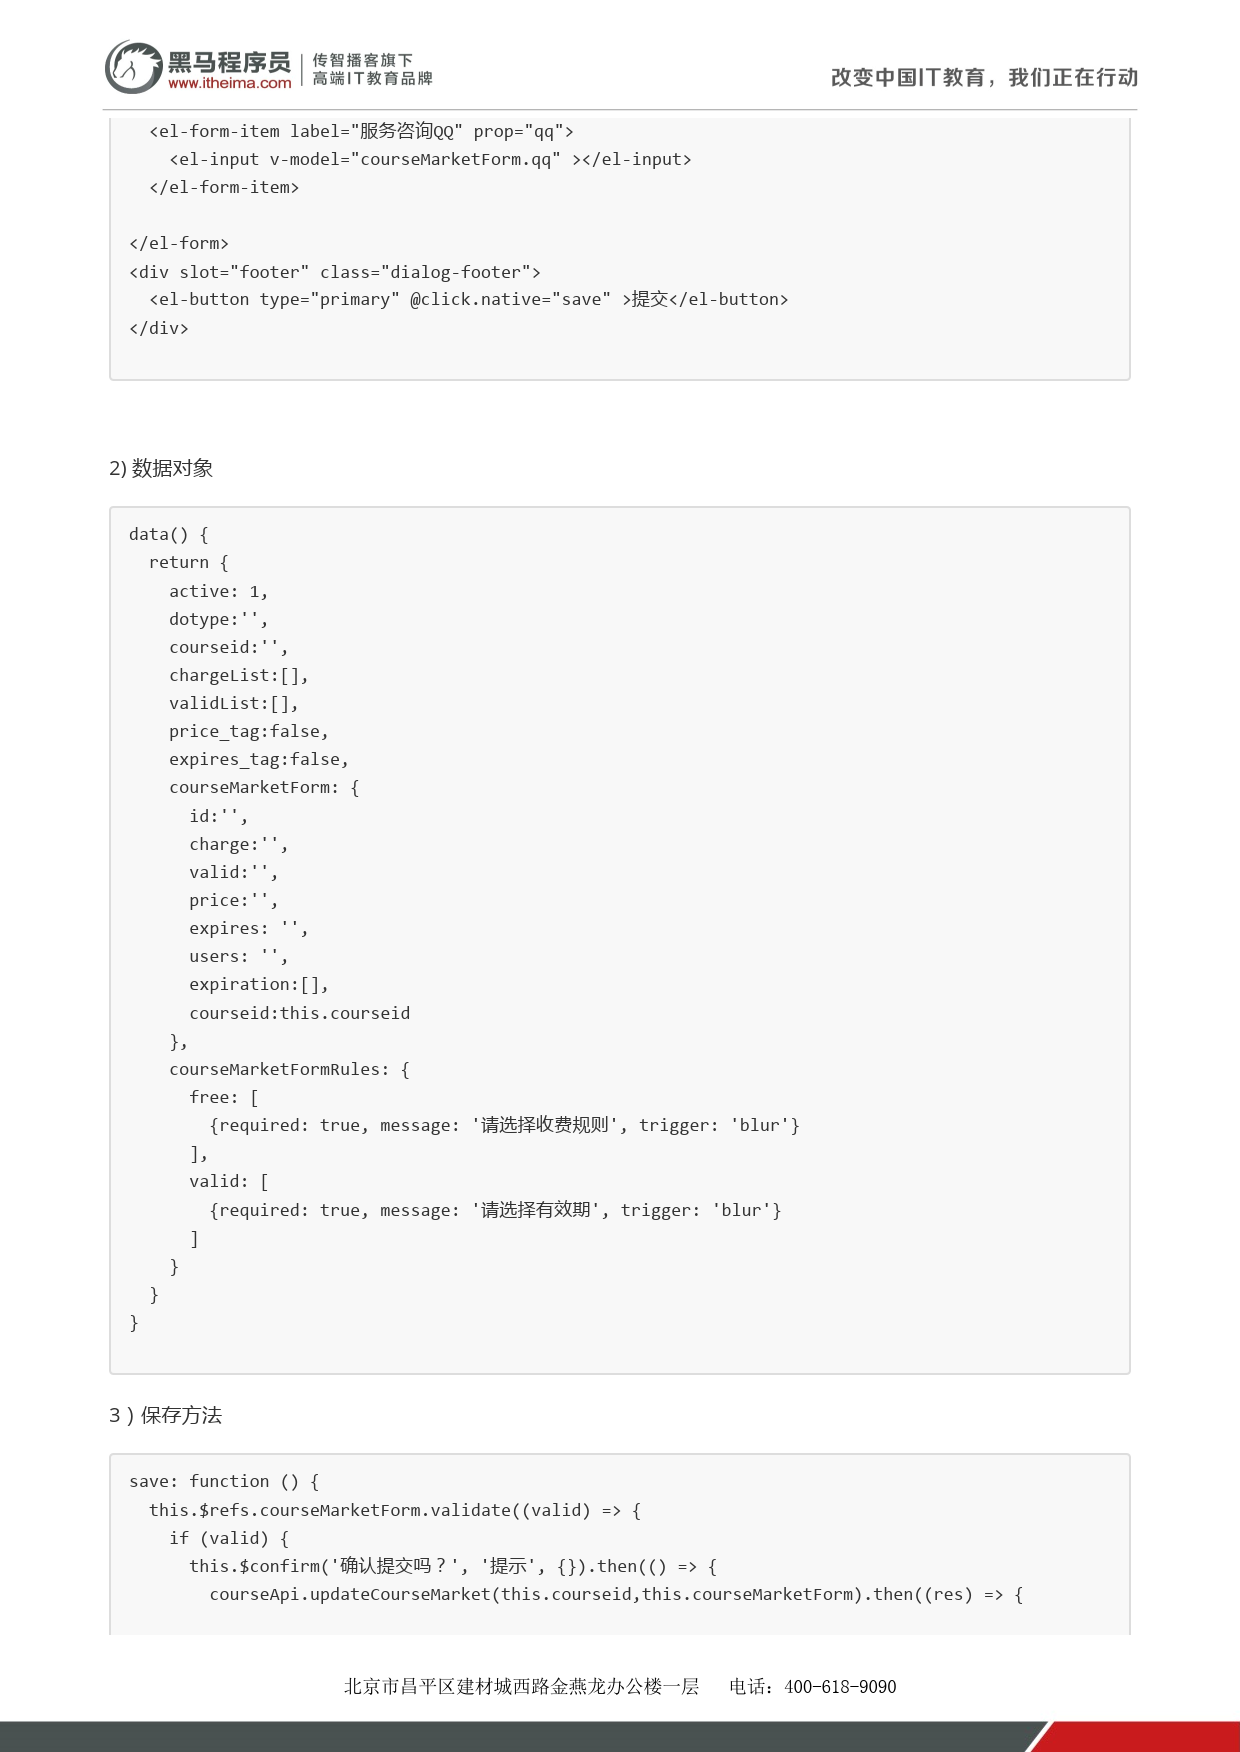 黑马程序员
www.itheima.com
传智播客旗下
高端IT教育品牌
改变中国IT教育，我们正在行动
  <el-form-item label="服务咨询QQ" prop="qq">
    <el-input v-model="courseMarketForm.qq" ></el-input>
  </el-form-item>

</el-form>
<div slot="footer" class="dialog-footer">
  <el-button type="primary" @click.native="save" >提交</el-button>
</div>
2) 数据对象
data() {
  return {
    active: 1,
    dotype:'',
    courseid:'',
    chargeList:[],
    validList:[],
    price_tag:false,
    expires_tag:false,
    courseMarketForm: {
      id:'',
      charge:'',
      valid:'',
      price:'',
      expires: '',
      users: '',
      expiration:[],
      courseid:this.courseid
    },
    courseMarketFormRules: {
      free: [
        {required: true, message: '请选择收费规则', trigger: 'blur'}
      ],
      valid: [
        {required: true, message: '请选择有效期', trigger: 'blur'}
      ]
    }
  }
}
3 ) 保存方法
save: function () {
  this.$refs.courseMarketForm.validate((valid) => {
    if (valid) {
      this.$confirm('确认提交吗？', '提示', {}).then(() => {
        courseApi.updateCourseMarket(this.courseid,this.courseMarketForm).then((res) => {
北京市昌平区建材城西路金燕龙办公楼一层 电话：400-618-9090